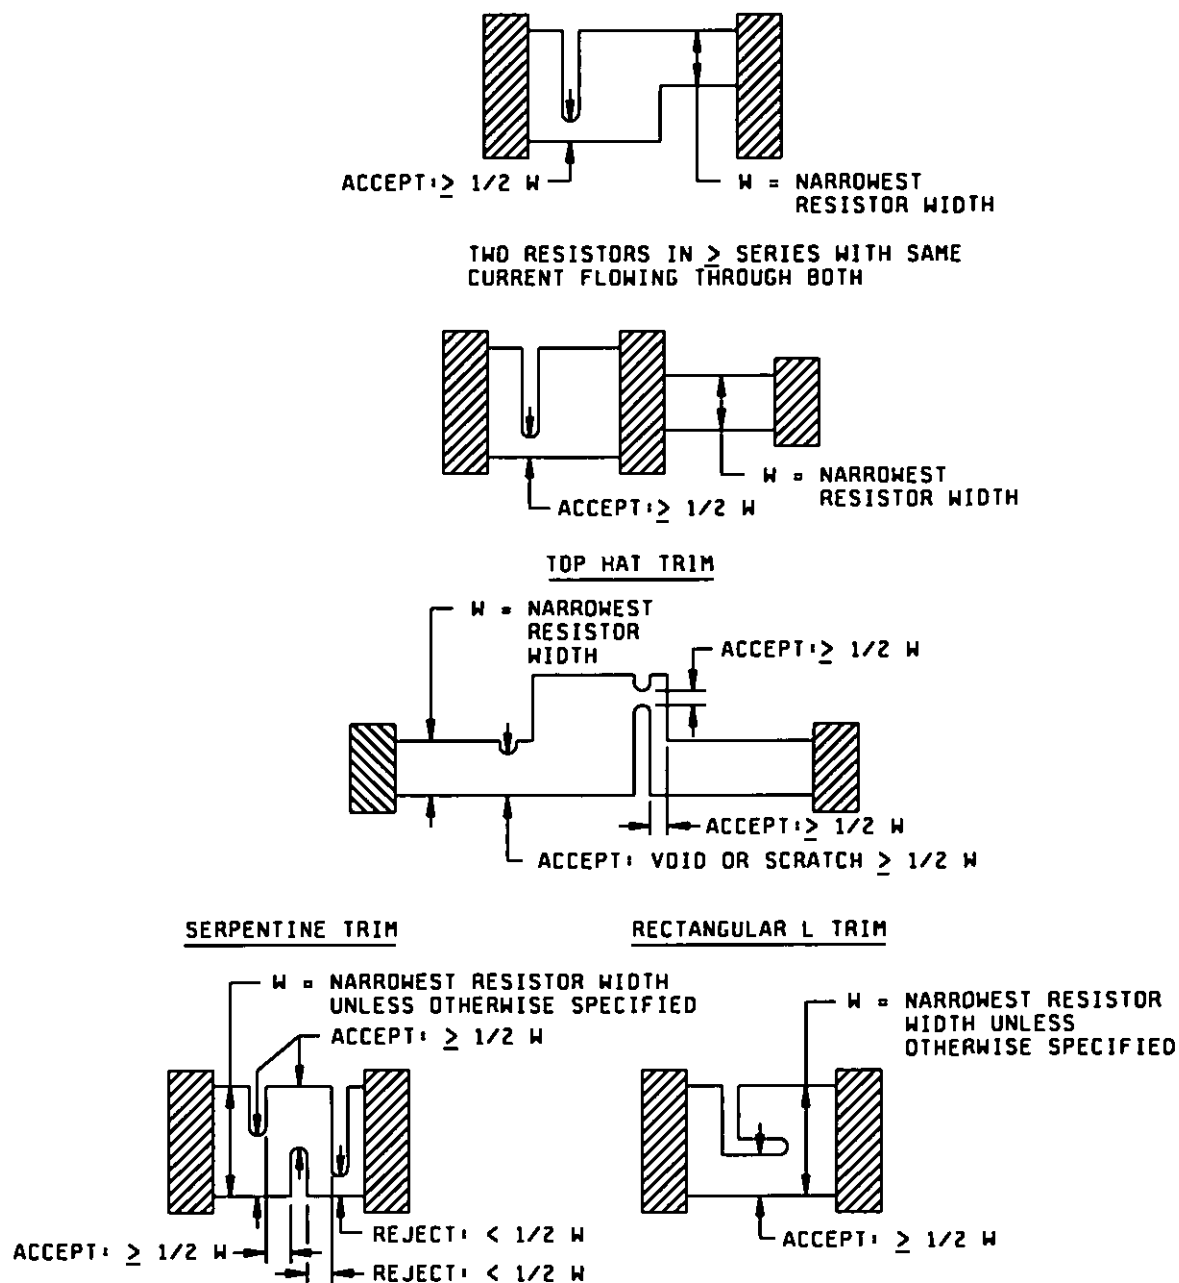 ACCEPT: ≥ 1/2 W
W = NARROWEST
RESISTOR WIDTH
TWO RESISTORS IN ≥ SERIES WITH SAME
CURRENT FLOWING THROUGH BOTH
W = NARROWEST
RESISTOR WIDTH
ACCEPT: ≥ 1/2 W
TOP HAT TRIM
W = NARROWEST
RESISTOR
WIDTH
ACCEPT: ≥ 1/2 W
ACCEPT: ≥ 1/2 W
ACCEPT: VOID OR SCRATCH ≥ 1/2 W
SERPENTINE TRIM
W = NARROWEST RESISTOR WIDTH
UNLESS OTHERWISE SPECIFIED
ACCEPT: ≥ 1/2 W
REJECT: < 1/2 W
ACCEPT: ≥ 1/2 W
REJECT: < 1/2 W
RECTANGULAR L TRIM
W = NARROWEST RESISTOR
WIDTH UNLESS
OTHERWISE SPECIFIED
ACCEPT: ≥ 1/2 W